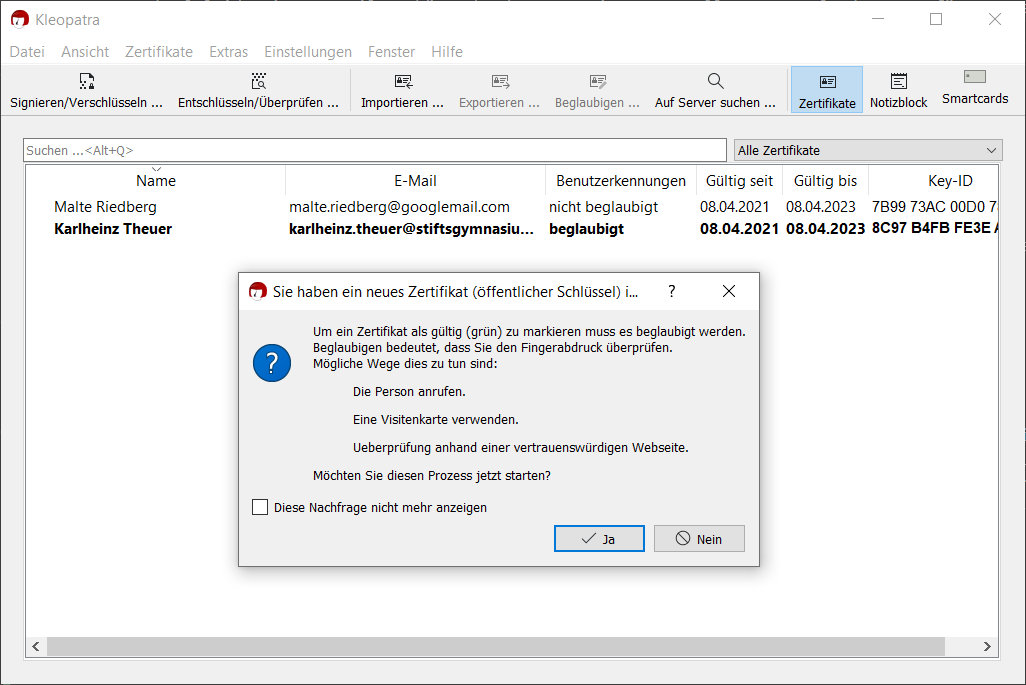 Kleopatra
Datei Ansicht Zertifikate Extras Einstellungen Fenster Hilfe
Signieren/Verschlüsseln ... Entschlüsseln/Überprüfen ... Importieren ... Exportieren ... Beglaubigen ... Auf Server suchen ... Zertifikate Notizblock Smartcards
Suchen ...<Alt+Q> Alle Zertifikate
Name E-Mail Benutzerkennungen Gültig seit Gültig bis Key-ID
Malte Riedberg malte.riedberg@googlemail.com nicht beglaubigt 08.04.2021 08.04.2023 7B99 73AC 00D0 7
Karlheinz Theuer karlheinz.theuer@stiftsgymnasiu... beglaubigt 08.04.2021 08.04.2023 8C97 B4FB FE3E A
Sie haben ein neues Zertifikat (öffentlicher Schlüssel) i... ?
Um ein Zertifikat als gültig (grün) zu markieren muss es beglaubigt werden.
Beglaubigen bedeutet, dass Sie den Fingerabdruck überprüfen.
Mögliche Wege dies zu tun sind:
Die Person anrufen.
Eine Visitenkarte verwenden.
Ueberprüfung anhand einer vertrauenswürdigen Webseite.
Möchten Sie diesen Prozess jetzt starten?
Diese Nachfrage nicht mehr anzeigen
Ja Nein